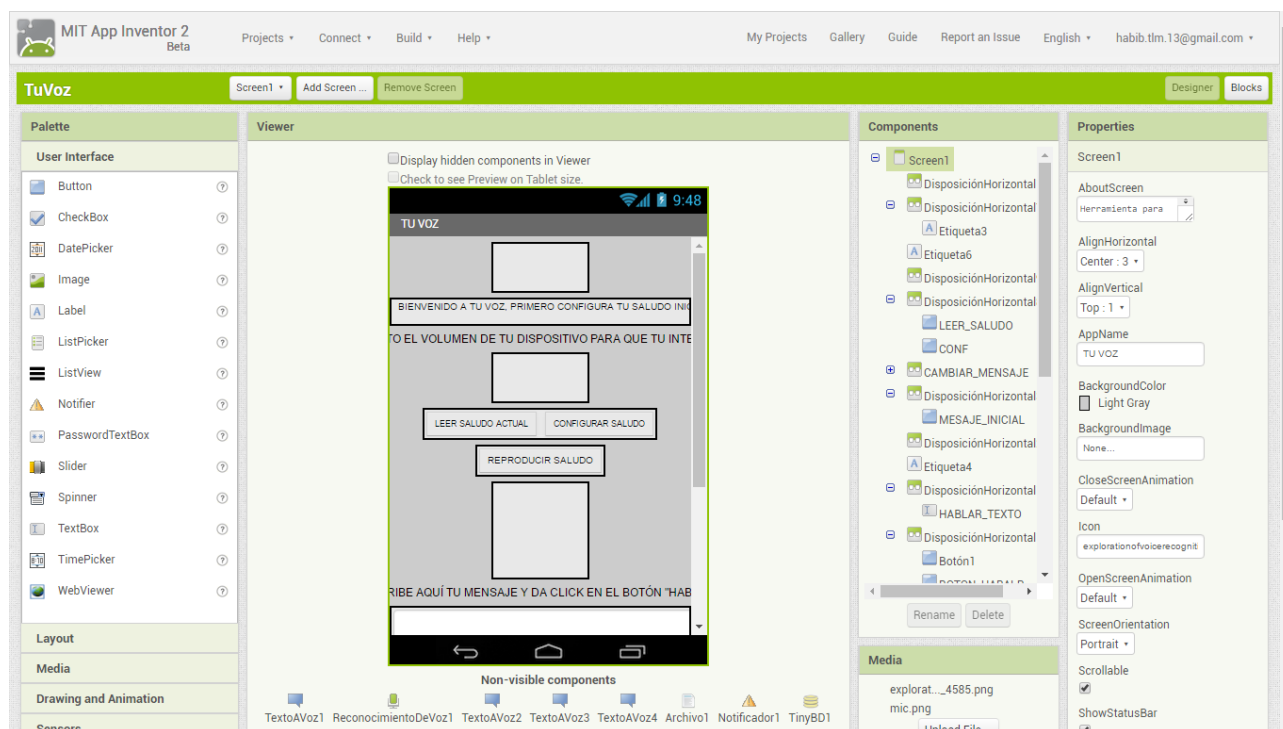 MIT App Inventor 2
Beta
Projects Connect Build Help My Projects Gallery Guide Report an Issue English habib.tlm.13@gmail.com
TuVoz Screen1 Add Screen ... Remove Screen Designer Blocks
Palette
User Interface
Button
CheckBox
DatePicker
Image
Label
ListPicker
ListView
Notifier
PasswordTextBox
Slider
Spinner
TextBox
TimePicker
WebViewer
Layout
Media
Drawing and Animation
Sensors
Viewer
Display hidden components in Viewer
Check to see Preview on Tablet size.
9:48
TU VOZ
BIENVENIDO A TU VOZ, PRIMERO CONFIGURA TU SALUDO INIC
TO EL VOLUMEN DE TU DISPOSITIVO PARA QUE TU INTE
LEER SALUDO ACTUAL CONFIGURAR SALUDO
REPRODUCIR SALUDO
RIBE AQUÍ TU MENSAJE Y DA CLICK EN EL BOTÓN "HAB
Non-visible components
TextoAVoz1 ReconocimientoDeVoz1 TextoAVoz2 TextoAVoz3 TextoAVoz4 Archivo1 Notificador1 TinyBD1
Components
Screen1
DisposiciónHorizontal
DisposiciónHorizontal
Etiqueta3
Etiqueta6
DisposiciónHorizontal
DisposiciónHorizontal
LEER_SALUDO
CONF
CAMBIAR_MENSAJE
DisposiciónHorizontal
MESAJE_INICIAL
DisposiciónHorizontal
Etiqueta4
DisposiciónHorizontal
HABLAR_TEXTO
DisposiciónHorizontal
Botón1
Rename Delete
Media
explorat..._4585.png
mic.png
Upload File ...
Properties
Screen1
AboutScreen
Herramienta para
AlignHorizontal
Center : 3
AlignVertical
Top : 1
AppName
TU VOZ
BackgroundColor
Light Gray
BackgroundImage
None...
CloseScreenAnimation
Default
Icon
explorationofvoicerecogniti
OpenScreenAnimation
Default
ScreenOrientation
Portrait
Scrollable
ShowStatusBar